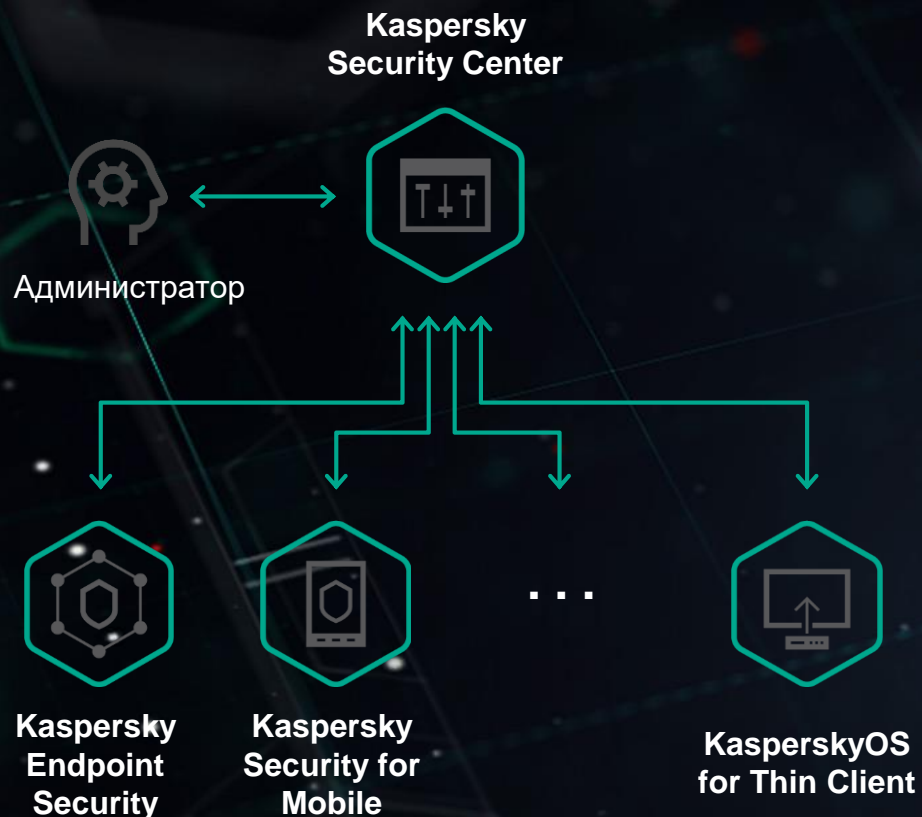 Kaspersky
Security Center
Администратор
. . .
Kaspersky
Endpoint
Security
Kaspersky
Security for
Mobile
KasperskyOS
for Thin Client